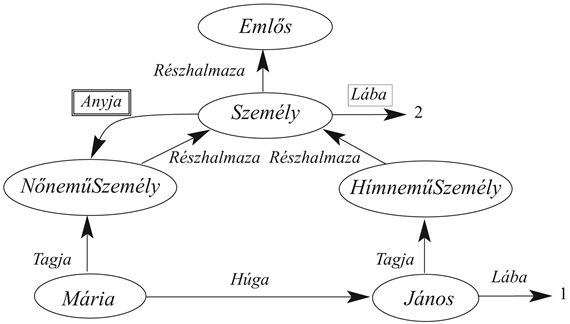 Emlős
Részhalmaza
Anyja
Személy
Lába
2
Részhalmaza
Részhalmaza
NőneműSzemély
HímneműSzemély
Tagja
Tagja
Húga
Lába
Mária
János
1